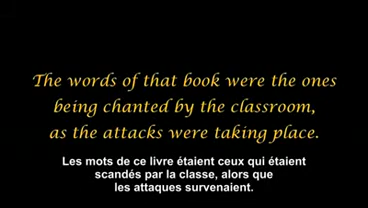 The words of that book were the ones
being chanted by the classroom,
as the attacks were taking place.
Les mots de ce livre étaient ceux qui étaient
scandés par la classe, alors que
les attaques survenaient.